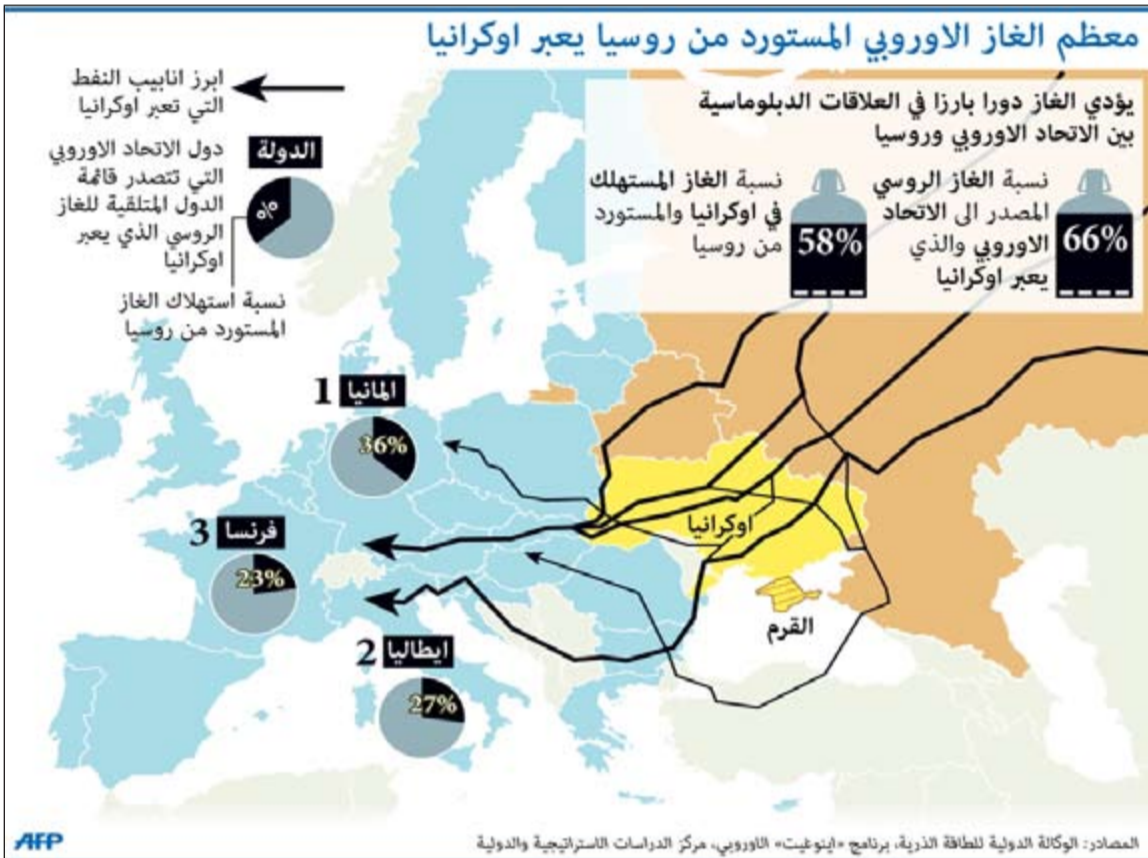 معظم الغاز الاوروبي المستورد من روسيا يعبر اوكرانيا
يؤدي الغاز دورا بارزا في العلاقات الدبلوماسية
بين الاتحاد الاوروبي وروسيا
نسبة الغاز الروسي
المصدر الى الاتحاد
الاوروبي والذي
يعبر اوكرانيا
66%
نسبة الغاز المستهلك
في اوكرانيا والمستورد
من روسيا
58%
ابرز انابيب النفط
التي تعبر اوكرانيا
الدولة
%
دول الاتحاد الاوروبي
التي تتصدر قائمة
الدول المتلقية للغاز
الروسي الذي يعبر
اوكرانيا
نسبة استهلاك الغاز
المستورد من روسيا
المانيا 1
36%
فرنسا 3
23%
ايطاليا 2
27%
اوكرانيا
القرم
المصادر: الوكالة الدولية للطاقة الذرية، برنامج «اينوغيت» الاوروبي، مركز الدراسات الاستراتيجية والدولية
AFP